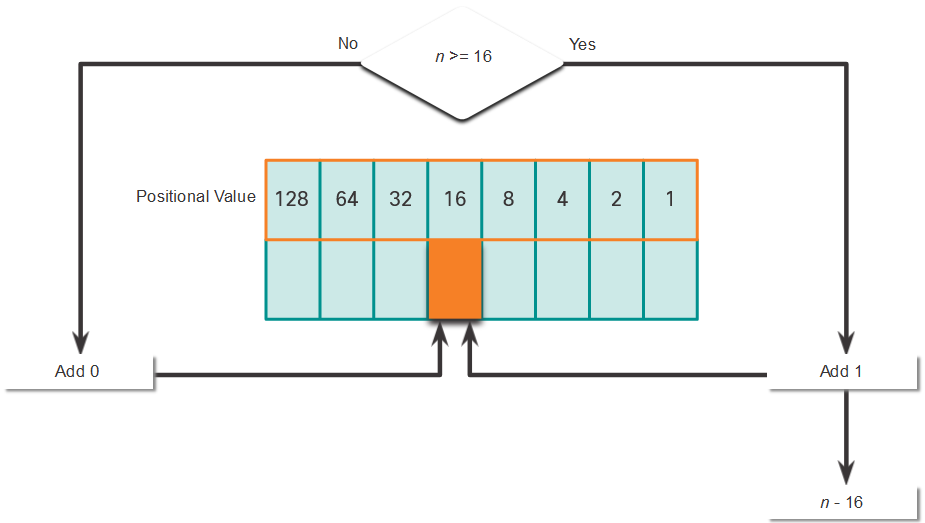 No
n >= 16
Yes
Positional Value 128 64 32 16 8 4 2 1
Add 0
Add 1
n - 16